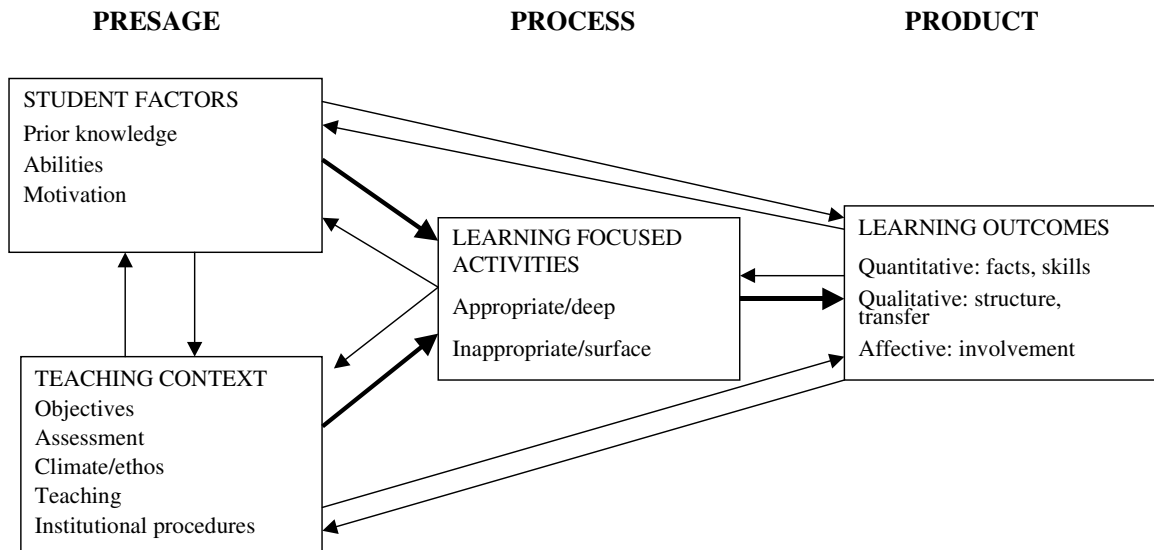 PRESAGE
PROCESS
PRODUCT
STUDENT FACTORS
Prior knowledge
Abilities
Motivation
LEARNING FOCUSED
ACTIVITIES
Appropriate/deep
Inappropriate/surface
LEARNING OUTCOMES
Quantitative: facts, skills
Qualitative: structure,
transfer
Affective: involvement
TEACHING CONTEXT
Objectives
Assessment
Climate/ethos
Teaching
Institutional procedures